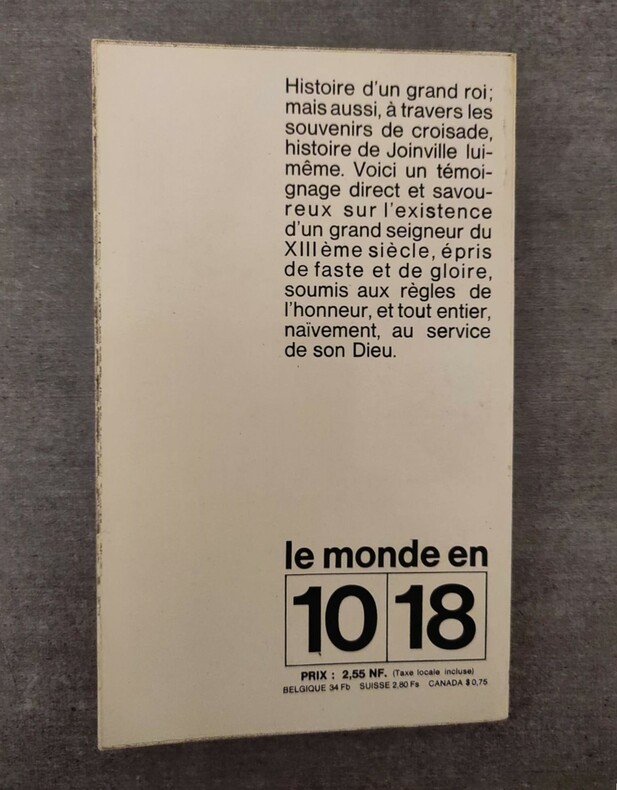 Histoire d'un grand roi;
mais aussi, à travers les
souvenirs de croisade,
histoire de Joinville lui-
même. Voici un témoi-
gnage direct et savou-
reux sur l'existence
d'un grand seigneur du
XIIIème siècle, épris
de faste et de gloire,
soumis aux règles de
l'honneur, et tout entier,
naïvement, au service
de son Dieu.
le monde en
10 18
PRIX : 2,55 NF. (Taxe locale incluse)
BELGIQUE 34 Fb SUISSE 2,80 Fs CANADA $ 0,75